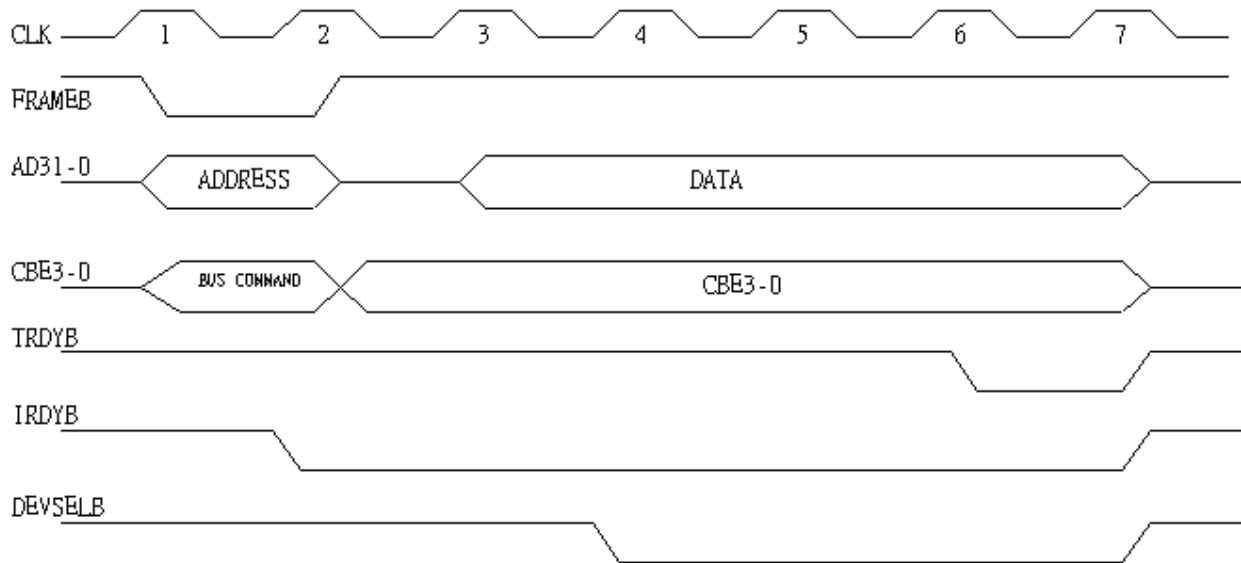 CLK 1 2 3 4 5 6 7
FRAMEB
AD31-0 ADDRESS DATA
CBE3-0 BUS COMMAND CBE3-0
TRDYB
IRDYB
DEVSELB